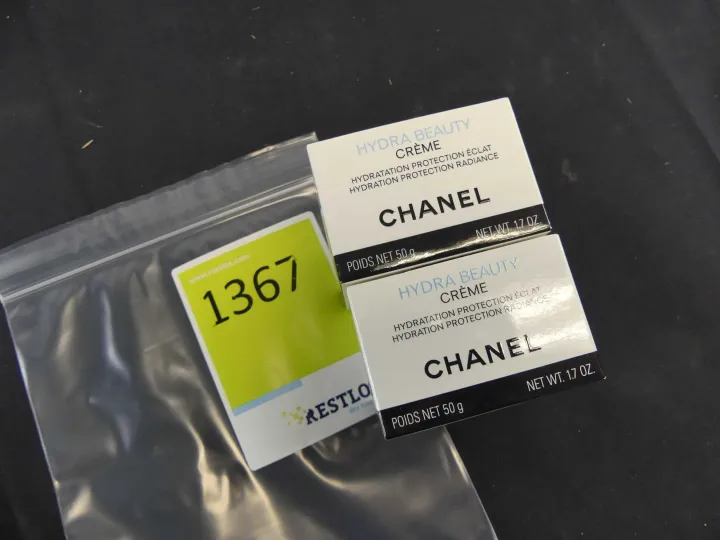 HYDRA BEAUTY
CRÈME
HYDRATATION PROTECTION ÉCLAT
HYDRATION PROTECTION RADIANCE
CHANEL
POIDS NET 50 g
NET WT. 1.7 OZ.
1367
RESTLO
HYDRA BEAUTY
CRÈME
HYDRATATION PROTECTION ÉCLAT
HYDRATION PROTECTION RADIANCE
CHANEL
POIDS NET 50 g
NET WT. 1.7 OZ.